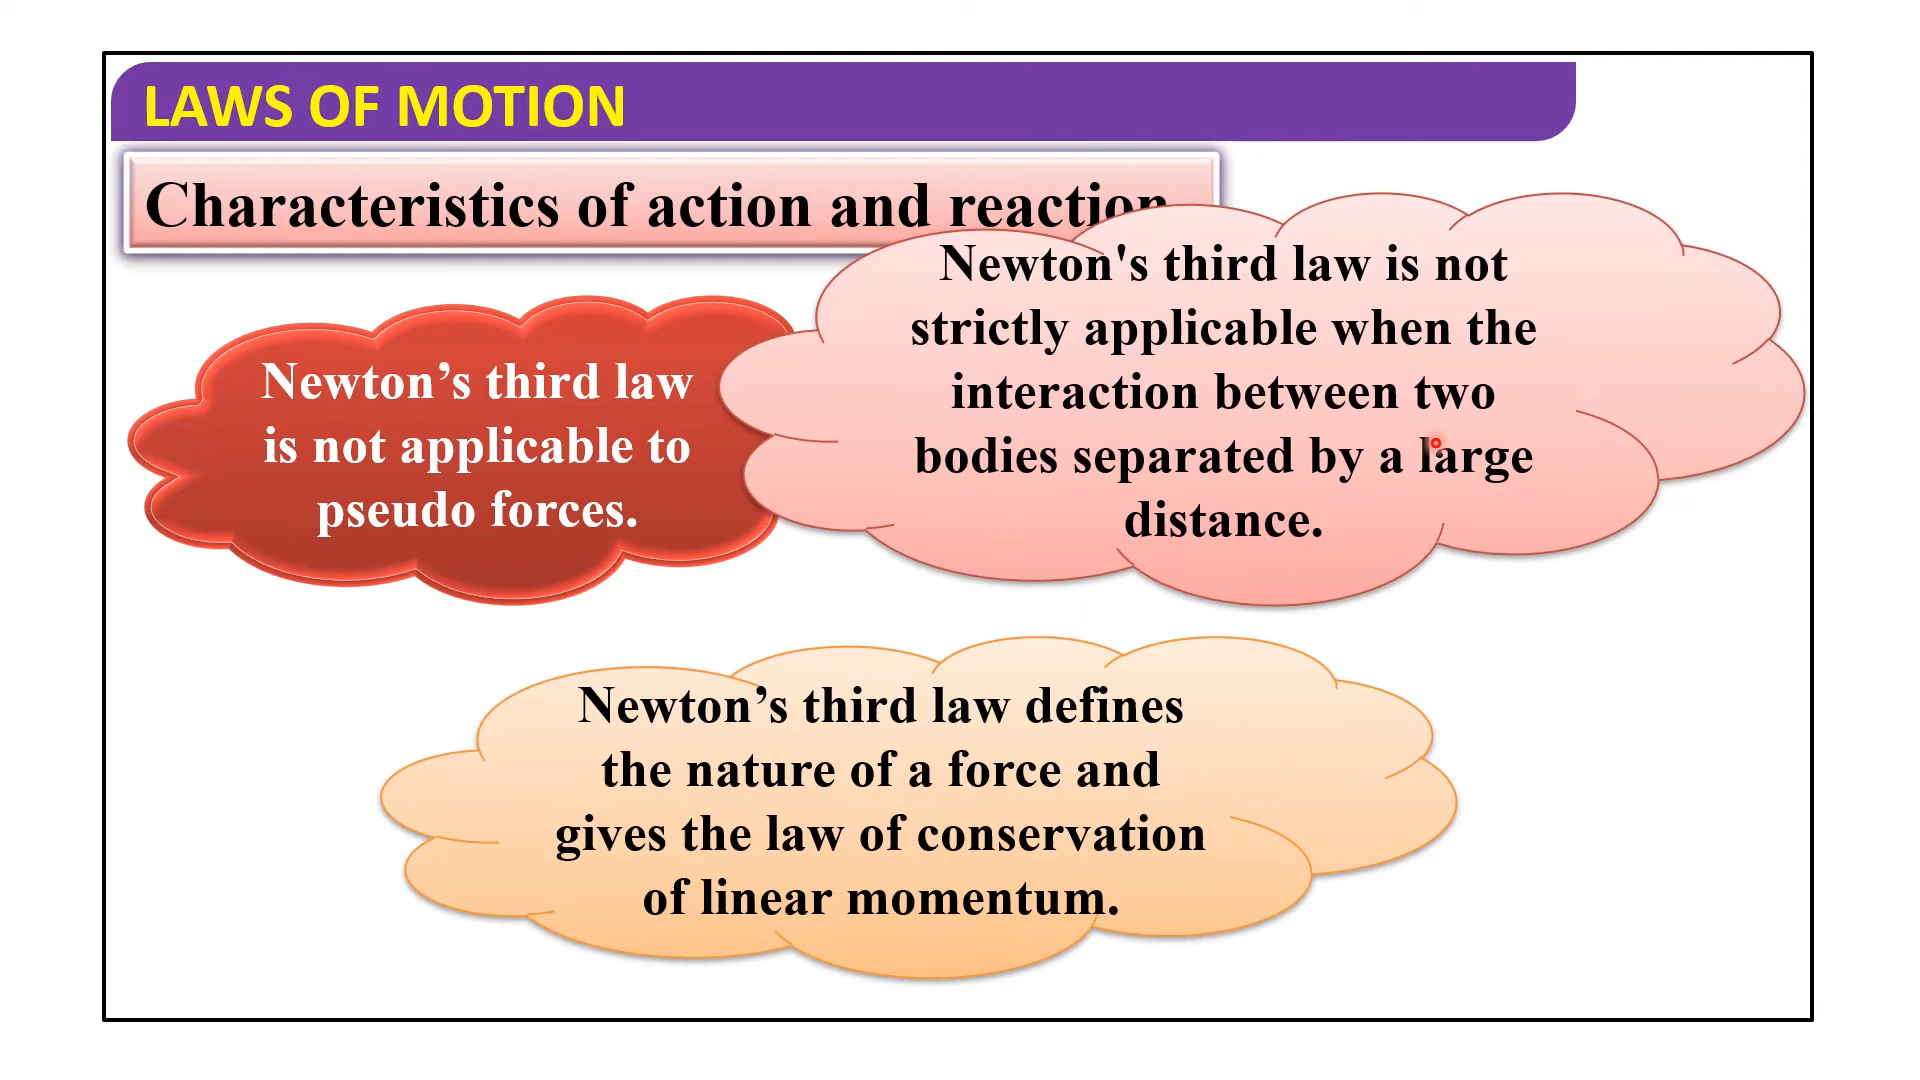 LAWS OF MOTION
Characteristics of action and reaction
Newton’s third law
is not applicable to
pseudo forces.
Newton's third law is not
strictly applicable when the
interaction between two
bodies separated by a large
distance.
Newton’s third law defines
the nature of a force and
gives the law of conservation
of linear momentum.